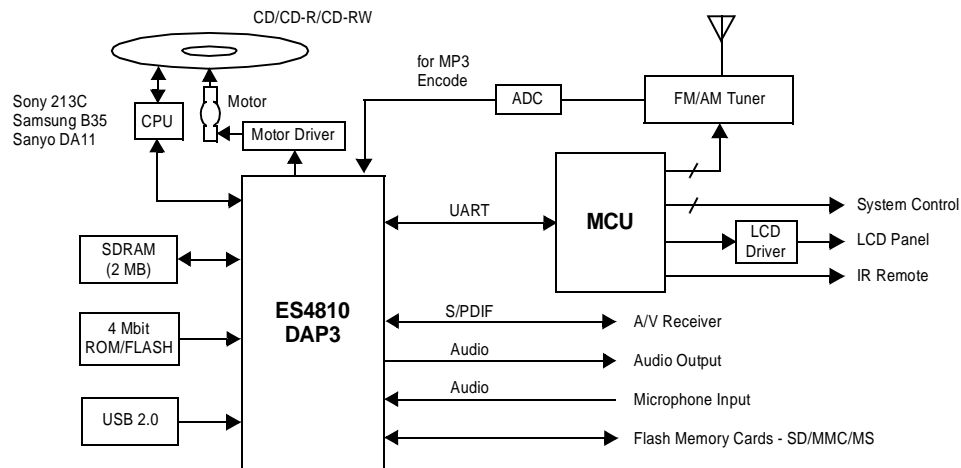 CD/CD-R/CD-RW
for MP3
Encode
Sony 213C
Samsung B35
Sanyo DA11
CPU
Motor
Motor Driver
ADC
FM/AM Tuner
UART
MCU
System Control
LCD
Driver
LCD Panel
IR Remote
SDRAM
(2 MB)
ES4810
DAP3
4 Mbit
ROM/FLASH
USB 2.0
S/PDIF
A/V Receiver
Audio
Audio Output
Audio
Microphone Input
Flash Memory Cards - SD/MMC/MS